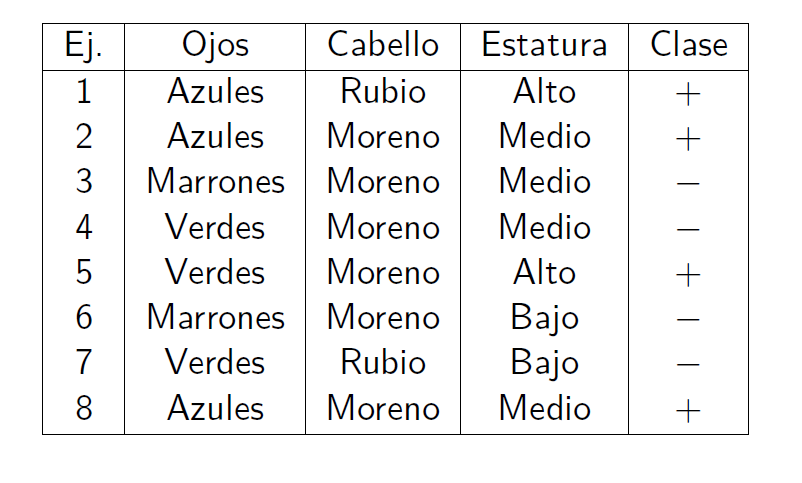 Ej. Ojos Cabello Estatura Clase
1 Azules Rubio Alto +
2 Azules Moreno Medio +
3 Marrones Moreno Medio −
4 Verdes Moreno Medio −
5 Verdes Moreno Alto +
6 Marrones Moreno Bajo −
7 Verdes Rubio Bajo −
8 Azules Moreno Medio +